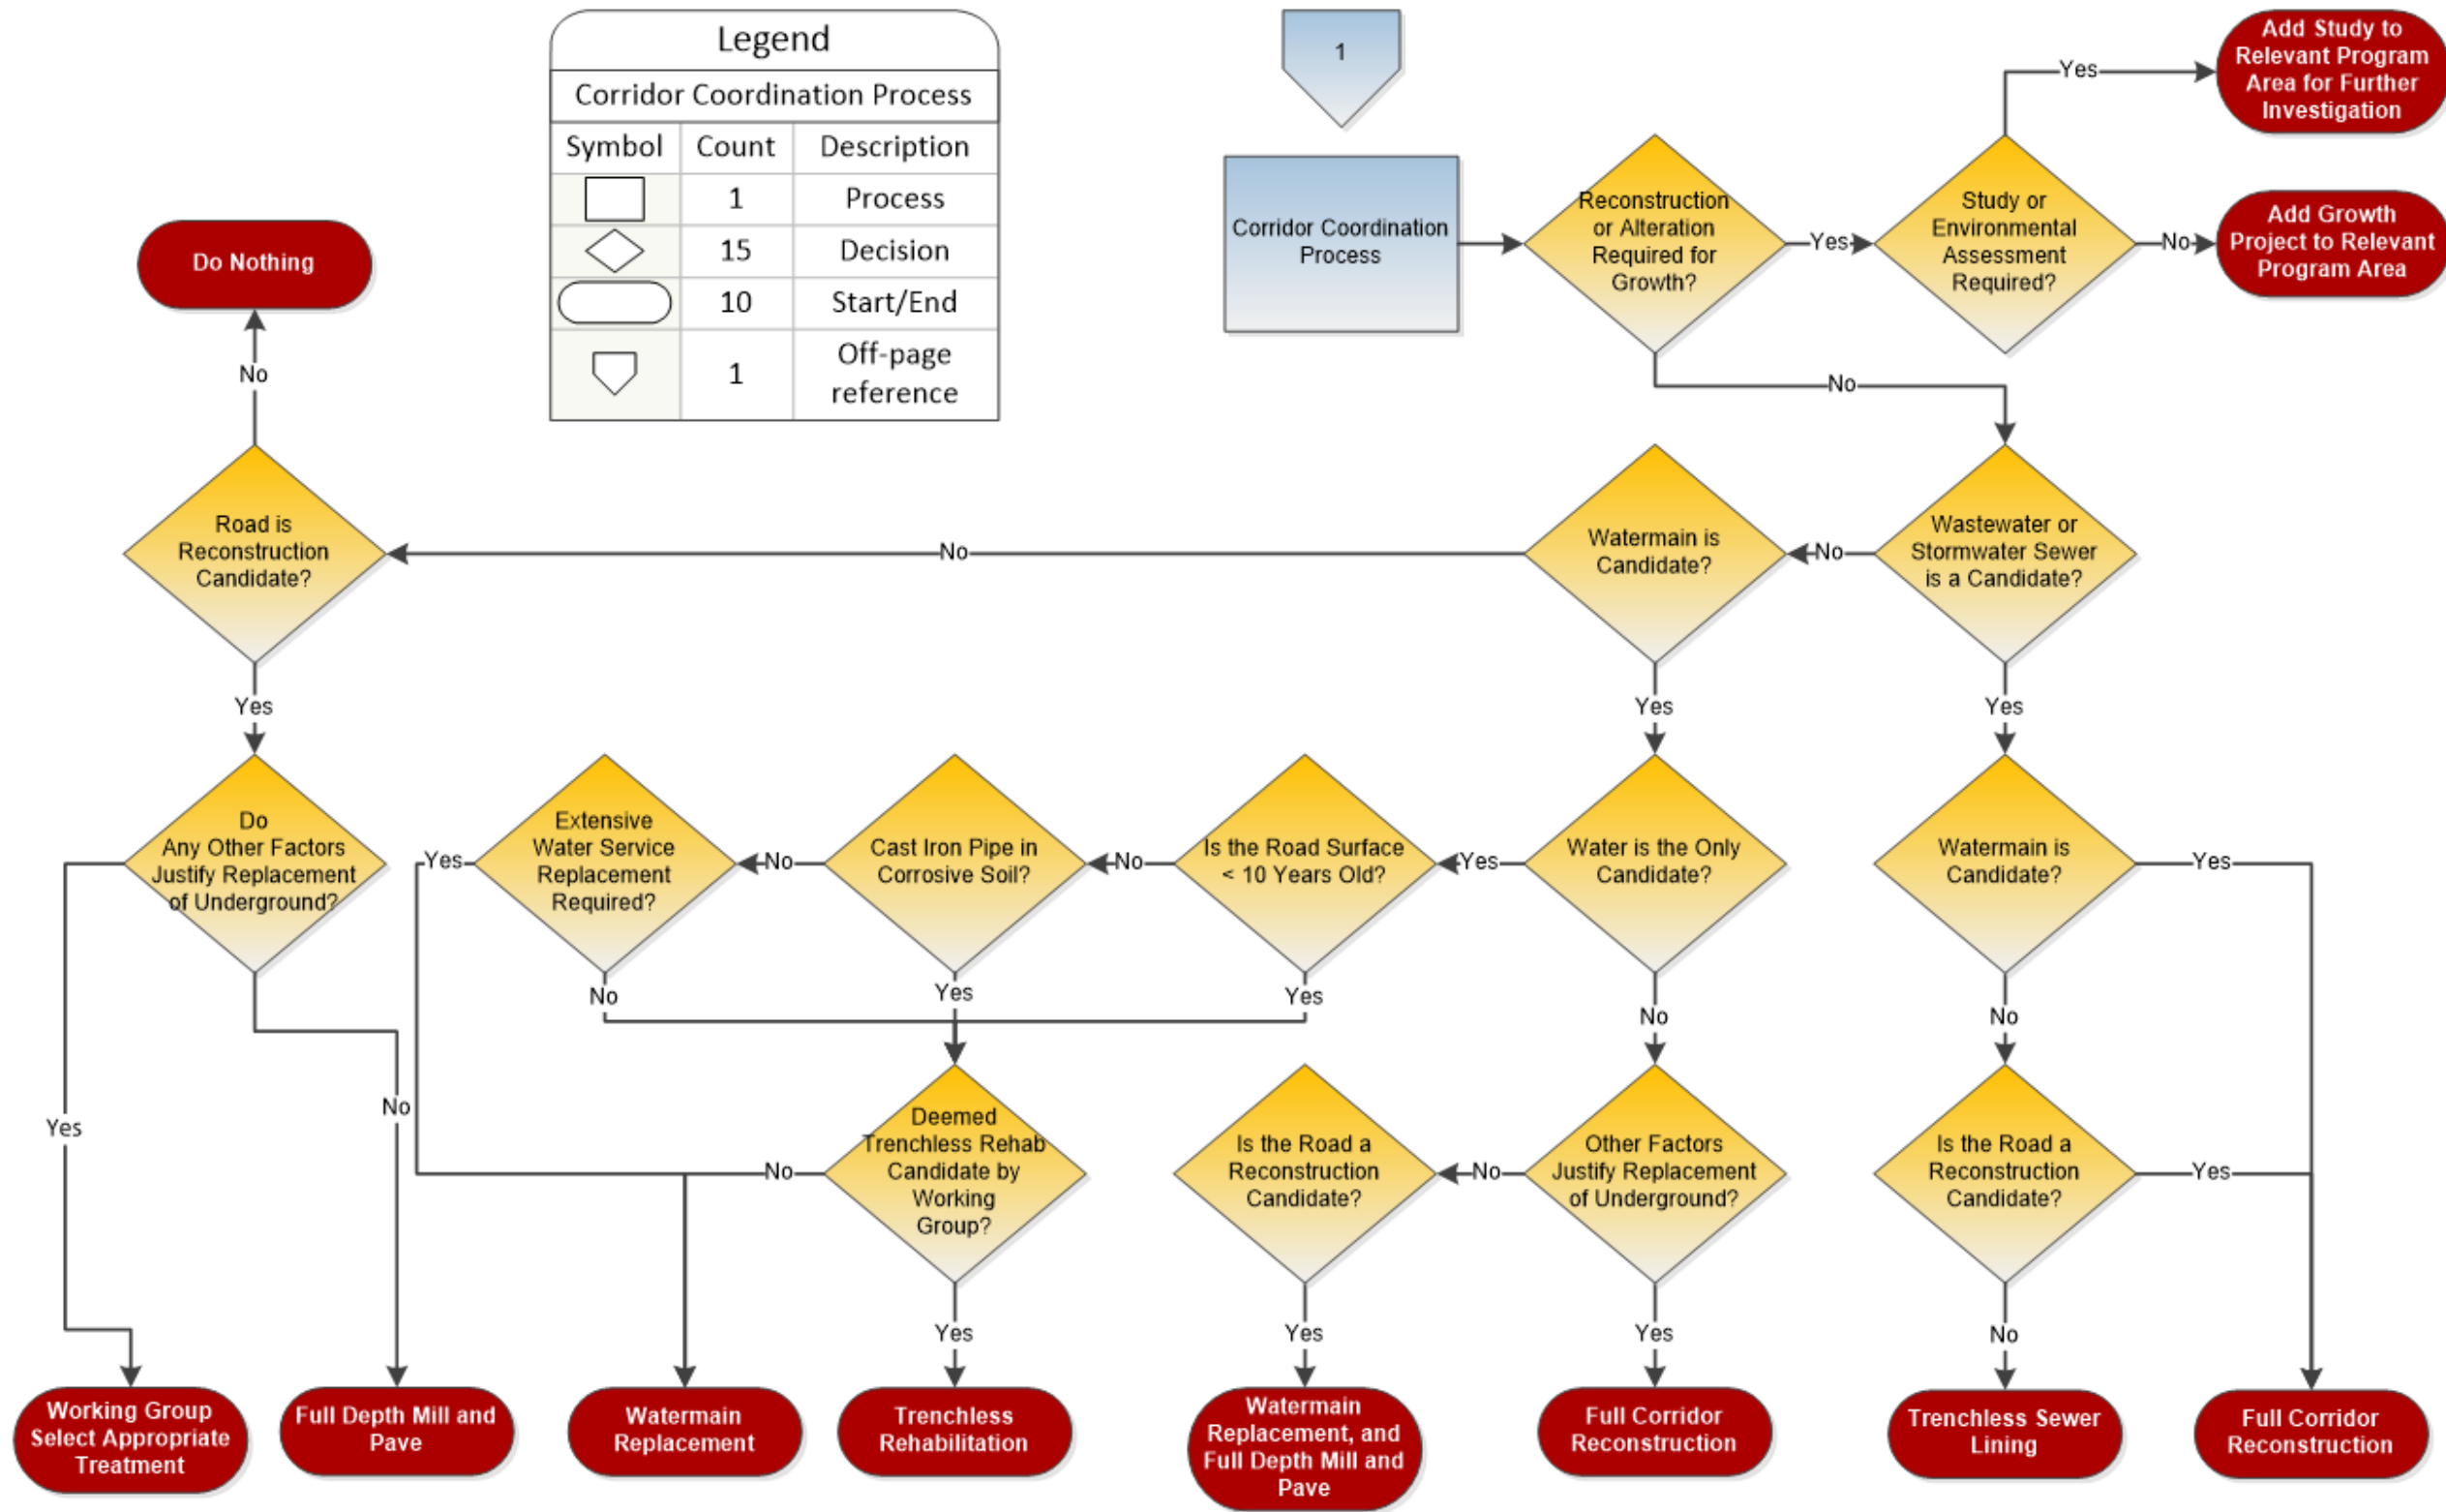 Legend
Corridor Coordination Process
Symbol Count Description
1 Process
15 Decision
10 Start/End
1 Off-page
reference
1
Corridor Coordination
Process
Reconstruction
or Alteration
Required for
Growth?
Yes
No
Study or
Environmental
Assessment
Required?
Yes
Add Study to
Relevant Program
Area for Further
Investigation
No
Add Growth
Project to Relevant
Program Area
Do Nothing
No
Road is
Reconstruction
Candidate?
No
Watermain is
Candidate?
No
Wastewater or
Stormwater Sewer
is a Candidate?
Yes
Yes
Yes
Do
Any Other Factors
Justify Replacement
of Underground?
Yes
Extensive
Water Service
Replacement
Required?
No
Cast Iron Pipe in
Corrosive Soil?
No
Is the Road Surface
< 10 Years Old?
Yes
Water is the Only
Candidate?
Watermain is
Candidate?
Yes
No
Yes
Yes
No
No
Yes
No
No
Deemed
Trenchless Rehab
Candidate by
Working
Group?
Is the Road a
Reconstruction
Candidate?
No
Other Factors
Justify Replacement
of Underground?
Is the Road a
Reconstruction
Candidate?
Yes
Yes
Yes
Yes
No
Working Group
Select Appropriate
Treatment
Full Depth Mill and
Pave
Watermain
Replacement
Trenchless
Rehabilitation
Watermain
Replacement, and
Full Depth Mill and
Pave
Full Corridor
Reconstruction
Trenchless Sewer
Lining
Full Corridor
Reconstruction